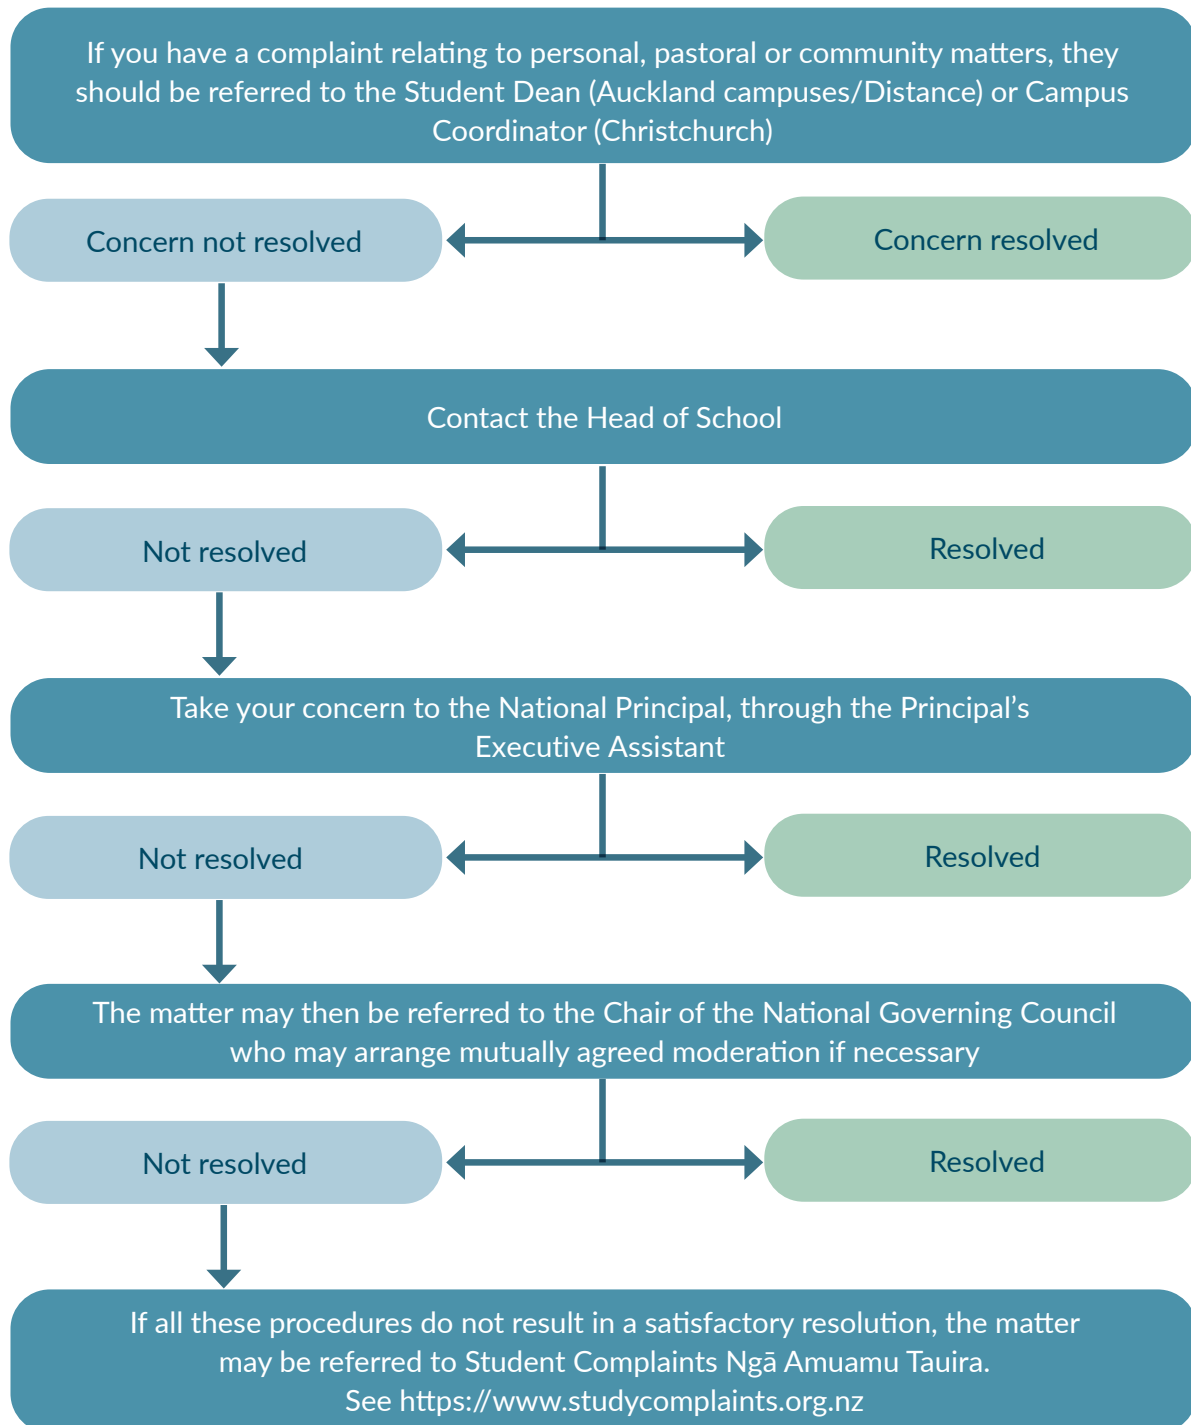 If you have a complaint relating to personal, pastoral or community matters, they
should be referred to the Student Dean (Auckland campuses/Distance) or Campus
Coordinator (Christchurch)
Concern not resolved
Concern resolved
Contact the Head of School
Not resolved
Resolved
Take your concern to the National Principal, through the Principal’s
Executive Assistant
Not resolved
Resolved
The matter may then be referred to the Chair of the National Governing Council
who may arrange mutually agreed moderation if necessary
Not resolved
Resolved
If all these procedures do not result in a satisfactory resolution, the matter
may be referred to Student Complaints Ngā Amuamu Tauira.
See https://www.studycomplaints.org.nz